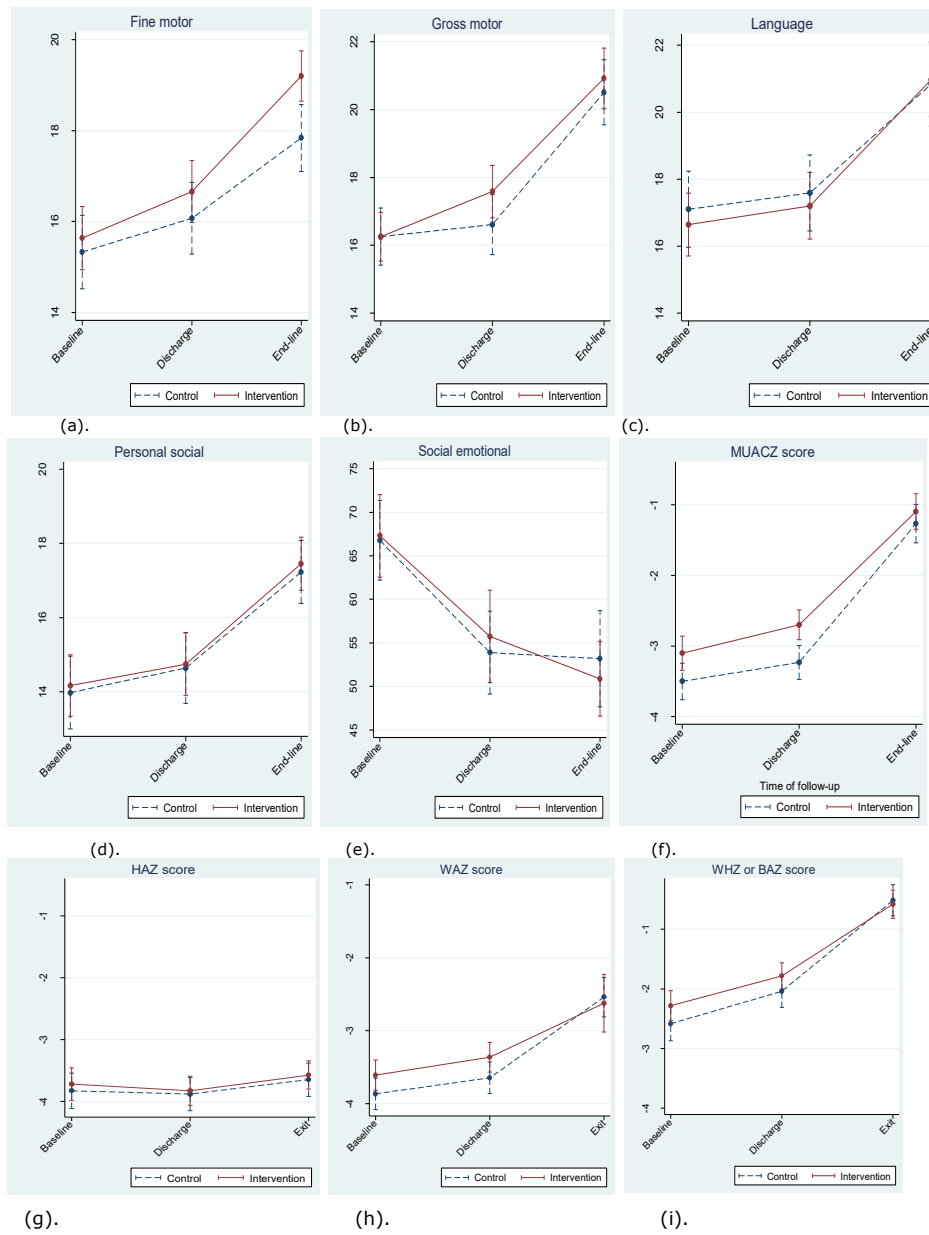 Fine motor
20
18
16
14
Baseline
Discharge
End-line
Control Intervention
(a).
Gross motor
22
20
18
16
14
Baseline
Discharge
End-line
Control Intervention
(b).
Language
22
20
18
16
14
Baseline
Discharge
End-line
Control Intervention
(c).
Personal social
20
18
16
14
Baseline
Discharge
End-line
Control Intervention
(d).
Social emotional
75
70
65
60
55
50
45
Baseline
Discharge
End-line
Control Intervention
(e).
MUACZ score
-1
-2
-3
-4
Baseline
Discharge
End-line
Time of follow-up
Control Intervention
(f).
HAZ score
-1
-2
-3
-4
Baseline
Discharge
Exit
Control Intervention
(g).
WAZ score
-1
-2
-3
-4
Baseline
Discharge
Exit
Control Intervention
(h).
WHZ or BAZ score
-1
-2
-3
-4
Baseline
Discharge
Exit
Control Intervention
(i).